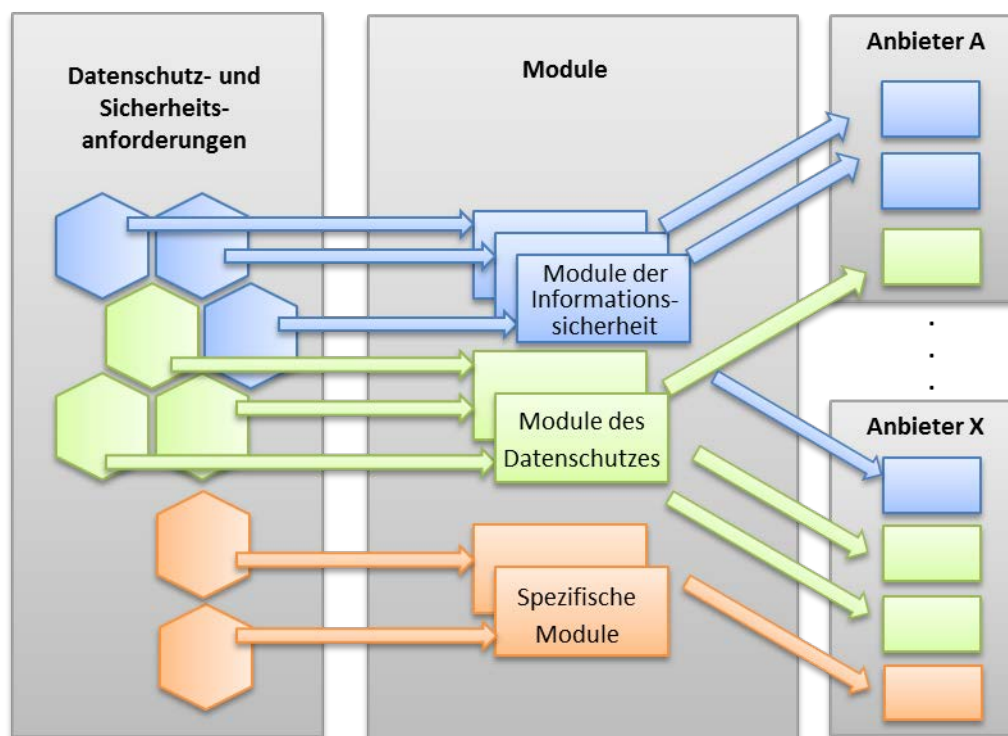 Datenschutz- und
Sicherheits-
anforderungen
Module
Module der
Informations-
sicherheit
Module des
Datenschutzes
Spezifische
Module
Anbieter A
.
.
.
Anbieter X